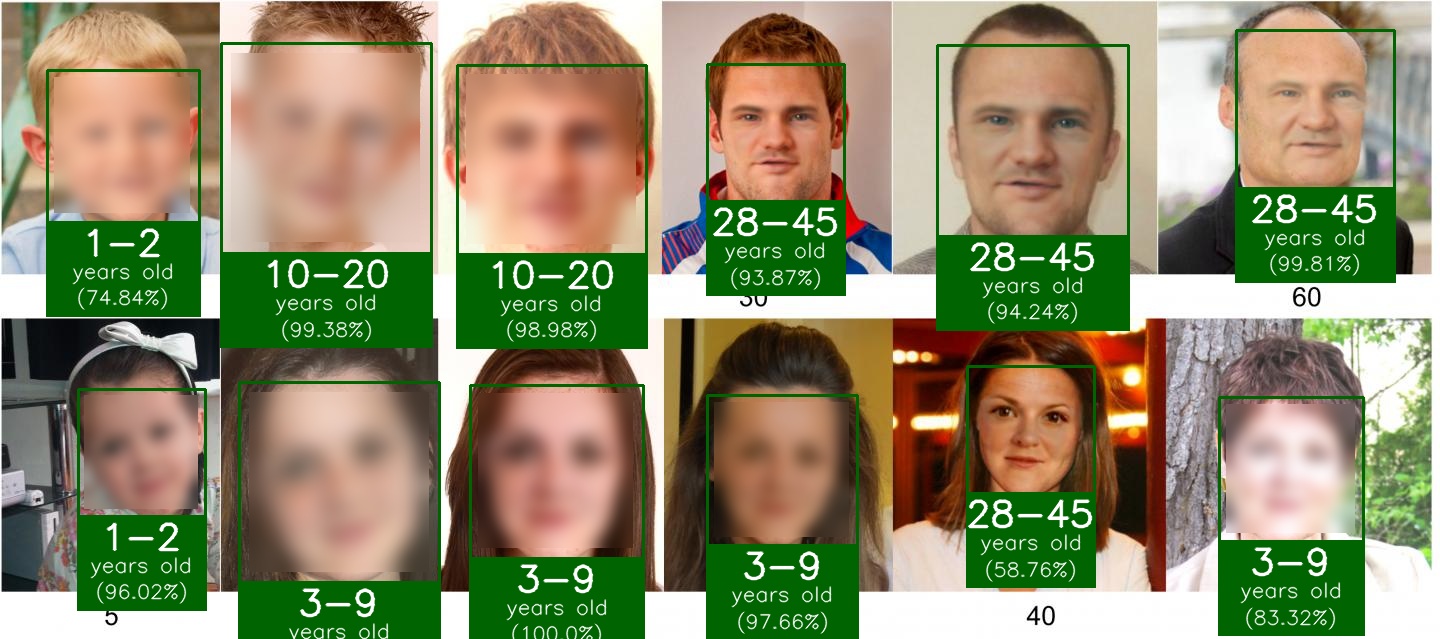 1-2
years old
(74.84%)
10-20
years old
(99.38%)
10-20
years old
(98.98%)
28-45
years old
(93.87%)
28-45
years old
(94.24%)
28-45
years old
(99.81%)
30
60
1-2
years old
(96.02%)
3-9
years old
3-9
years old
(100.0%)
3-9
years old
(97.66%)
28-45
years old
(58.76%)
3-9
years old
(83.32%)
5
40